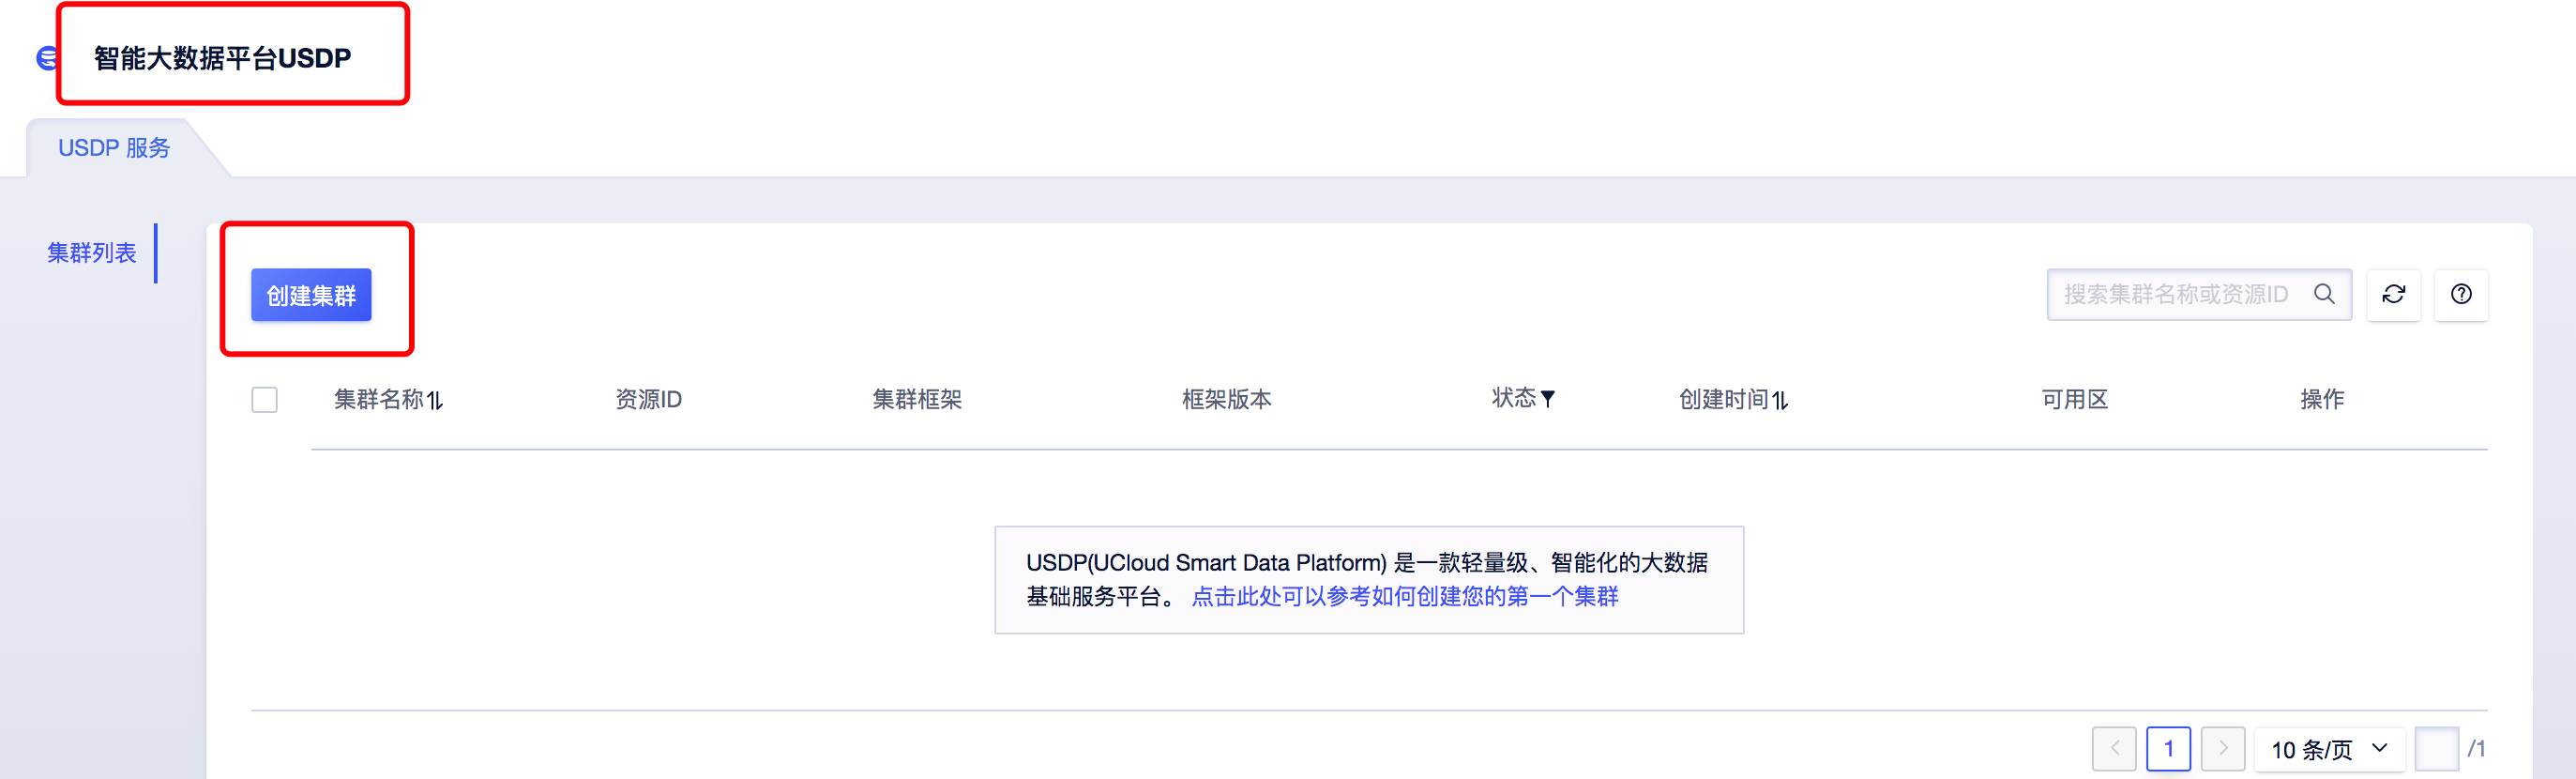 智能大数据平台USDP
USDP 服务
集群列表
创建集群
搜索集群名称或资源ID
集群名称 资源ID 集群框架 框架版本 状态 创建时间 可用区 操作
USDP(UCloud Smart Data Platform) 是一款轻量级、智能化的大数据
基础服务平台。 点击此处可以参考如何创建您的第一个集群
1 10 条/页 /1